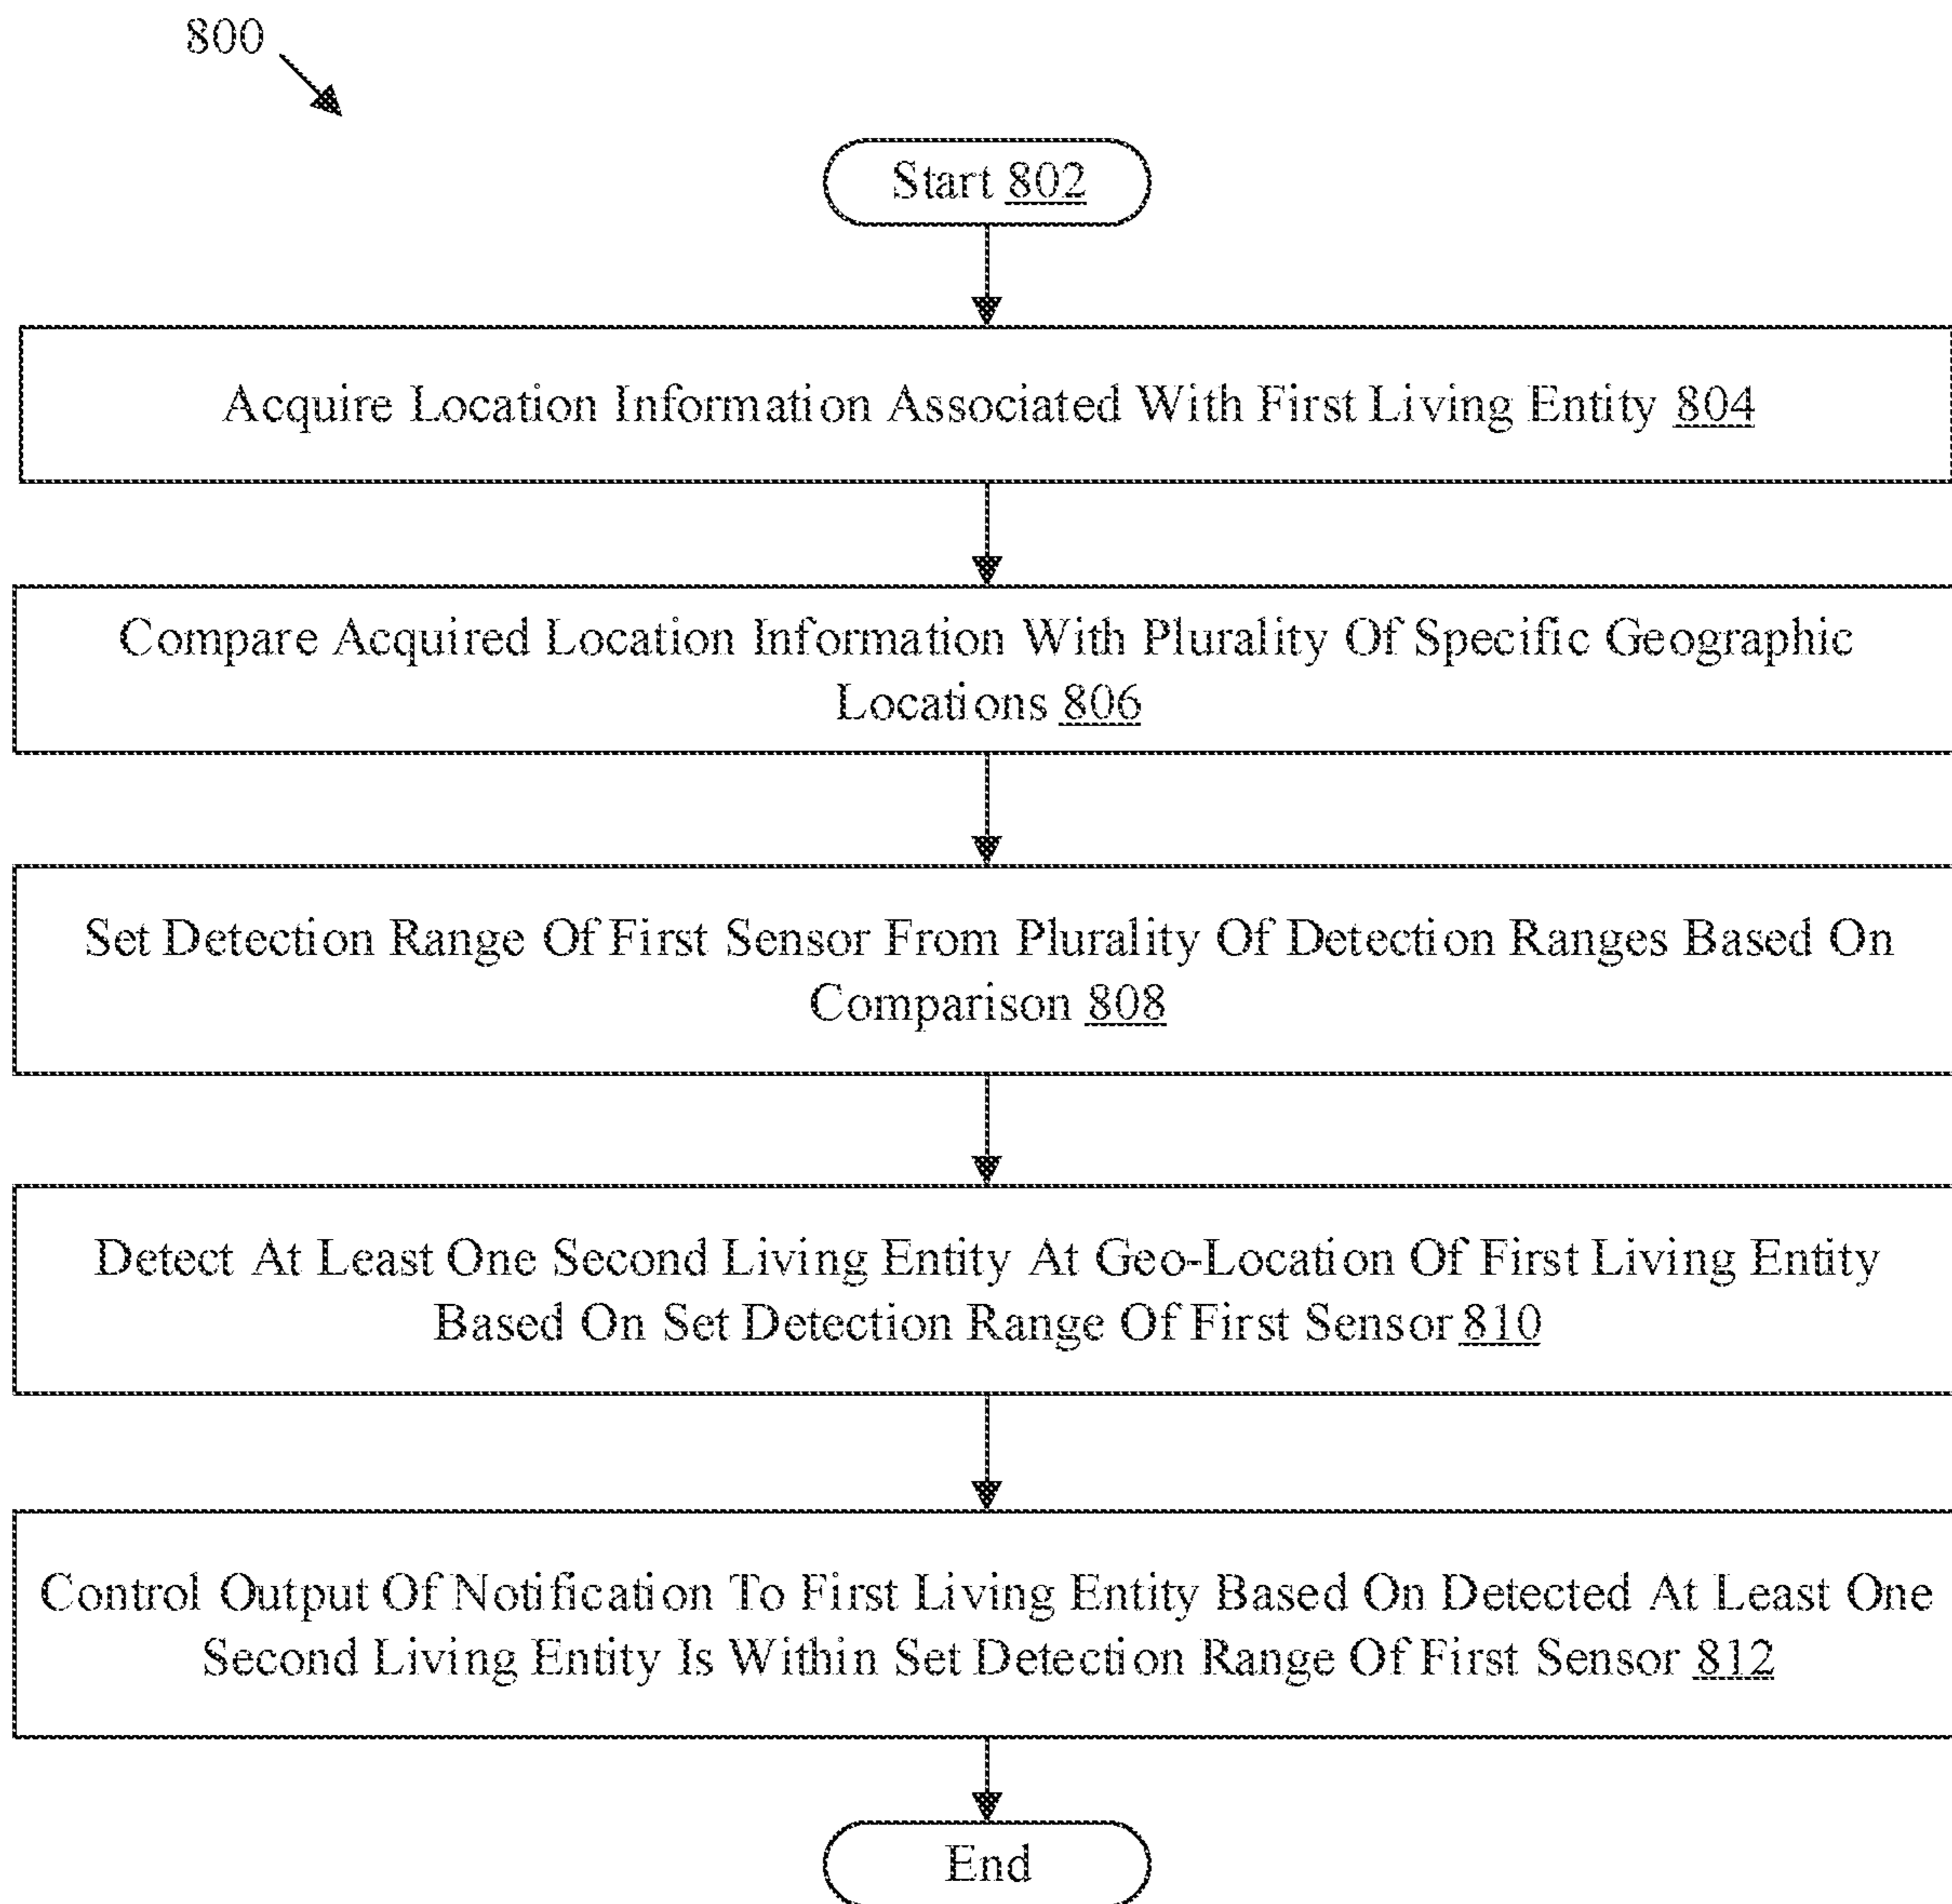 800
Start 802
Acquire Location Information Associated With First Living Entity 804
Compare Acquired Location Information With Plurality Of Specific Geographic
Locations 806
Set Detection Range Of First Sensor From Plurality Of Detection Ranges Based On
Comparison 808
Detect At Least One Second Living Entity At Geo-Location Of First Living Entity
Based On Set Detection Range Of First Sensor 810
Control Output Of Notification To First Living Entity Based On Detected At Least One
Second Living Entity Is Within Set Detection Range Of First Sensor 812
End